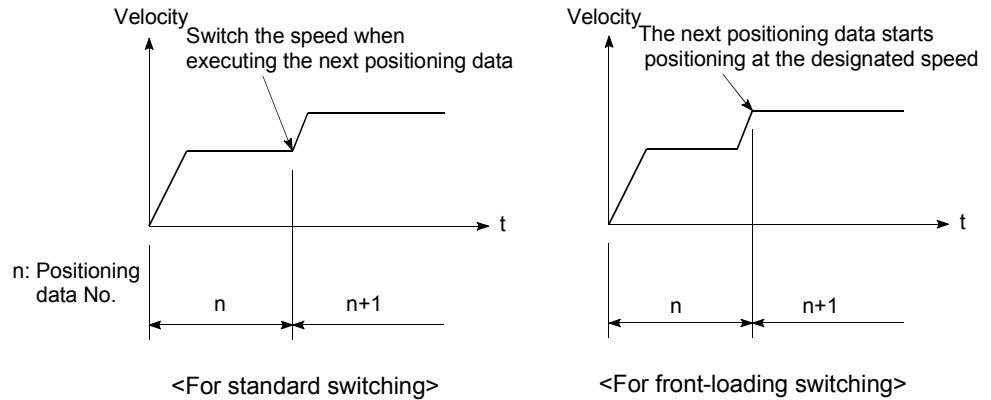 Velocity
Switch the speed when
executing the next positioning data
t
n: Positioning
data No.
n
n+1
<For standard switching>
Velocity
The next positioning data starts
positioning at the designated speed
t
n
n+1
<For front-loading switching>